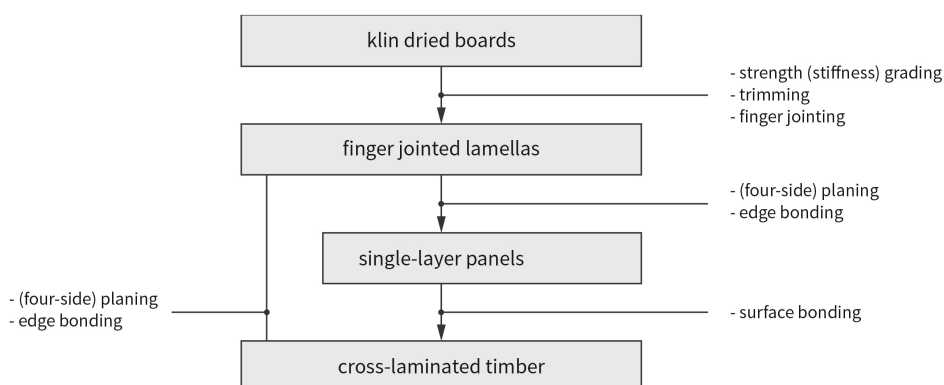 klin dried boards
- strength (stiffness) grading
- trimming
- finger jointing
finger jointed lamellas
- (four-side) planing
- edge bonding
single-layer panels
- (four-side) planing
- edge bonding
- surface bonding
cross-laminated timber